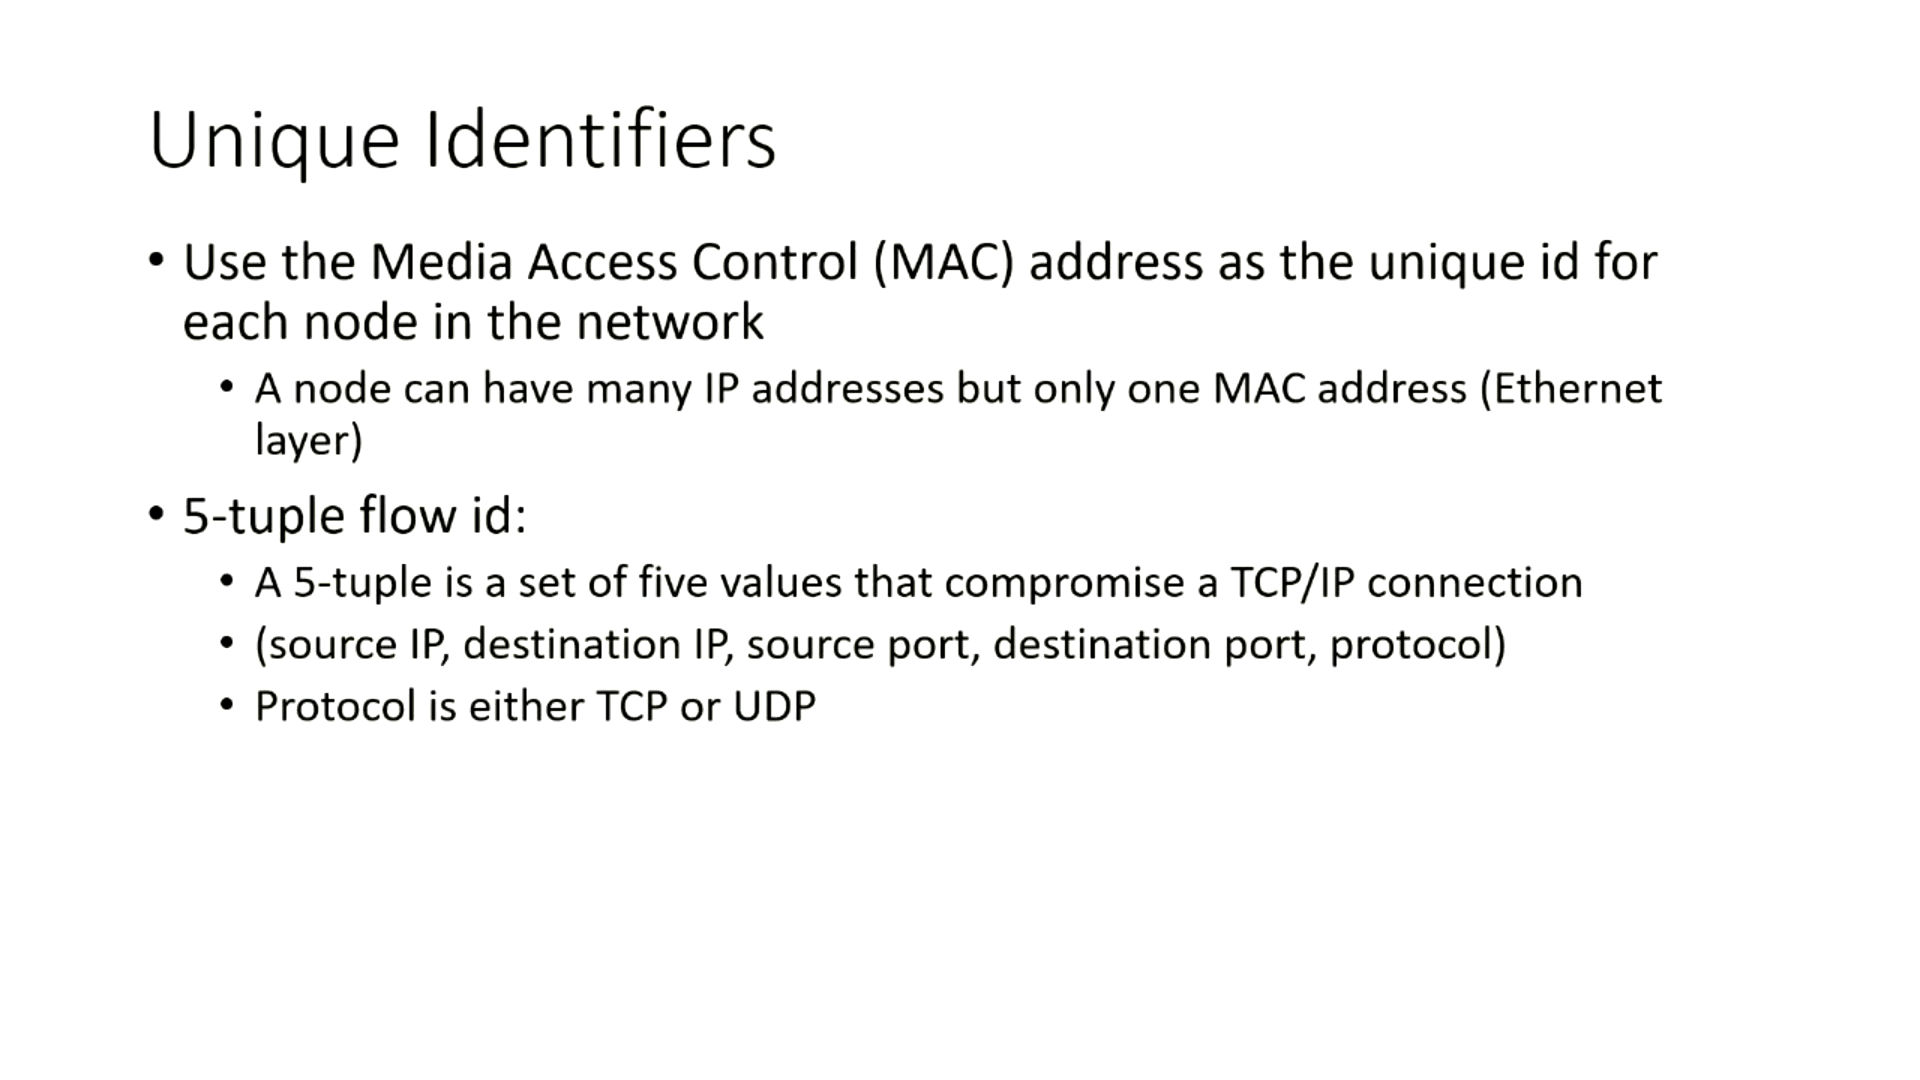 Unique Identifiers
• Use the Media Access Control (MAC) address as the unique id for
each node in the network
• A node can have many IP addresses but only one MAC address (Ethernet
layer)
• 5-tuple flow id:
• A 5-tuple is a set of five values that compromise a TCP/IP connection
• (source IP, destination IP, source port, destination port, protocol)
• Protocol is either TCP or UDP